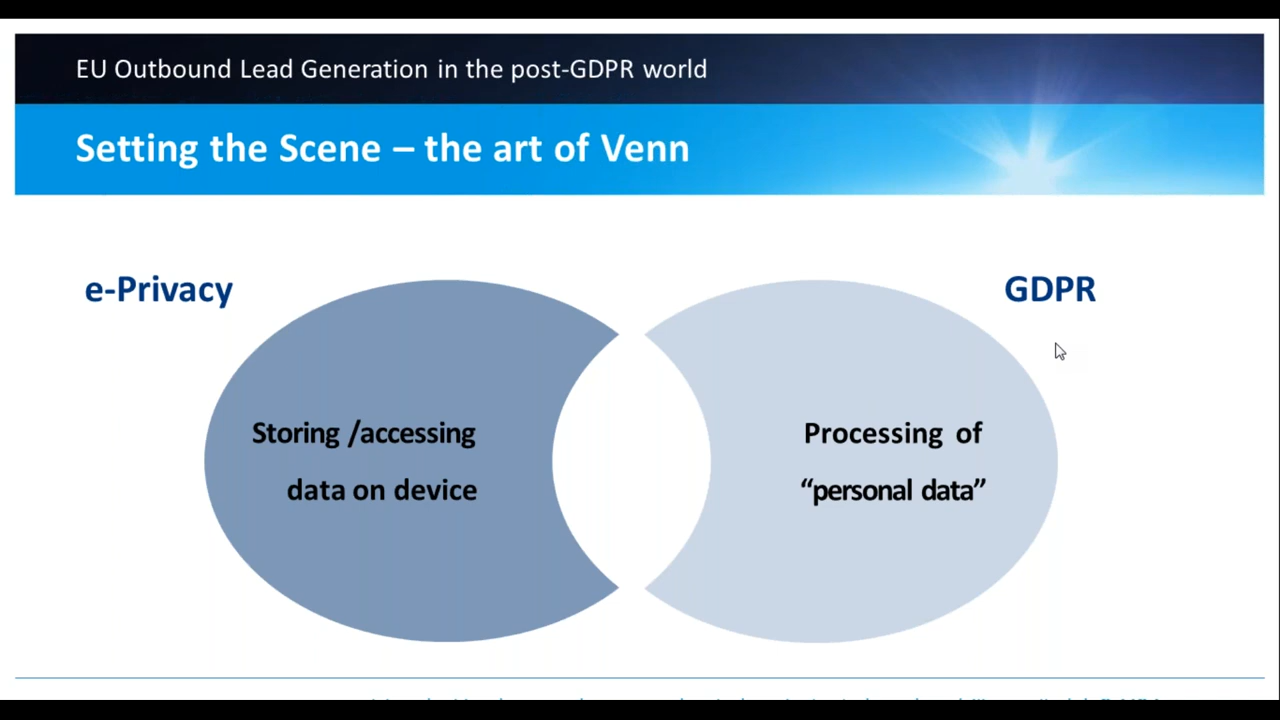 EU Outbound Lead Generation in the post-GDPR world
Setting the Scene – the art of Venn
e-Privacy
GDPR
Storing /accessing
data on device
Processing of
“personal data”